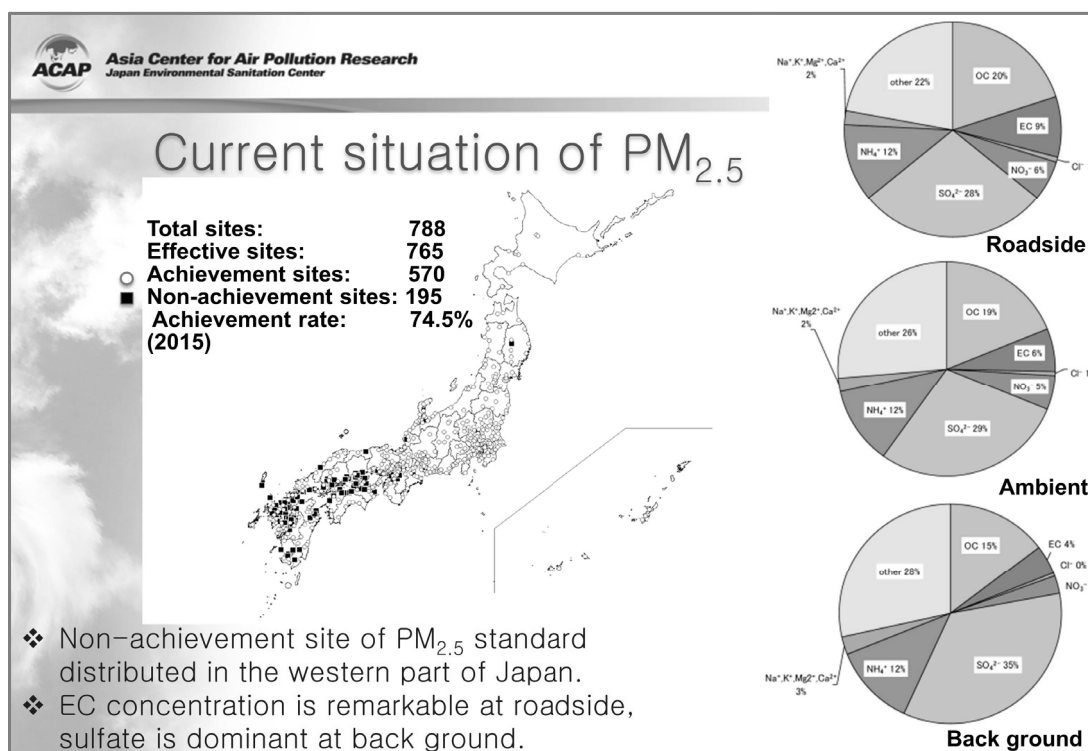 ACAP
Asia Center for Air Pollution Research
Japan Environmental Sanitation Center
Current situation of PM₂.₅
Total sites: 788
Effective sites: 765
Achievement sites: 570
Non-achievement sites: 195
Achievement rate: 74.5%
(2015)
❖ Non-achievement site of PM₂.₅ standard
distributed in the western part of Japan.
❖ EC concentration is remarkable at roadside,
sulfate is dominant at back ground.
Na⁺,K⁺,Mg²⁺,Ca²⁺
2%
other 22%
OC 20%
EC 9%
Cl⁻
NO₃⁻ 6%
SO₄²⁻ 28%
NH₄⁺ 12%
Roadside
Na⁺,K⁺,Mg2⁺,Ca²⁺
2%
other 26%
OC 19%
EC 6%
Cl⁻ 1
NO₃⁻ 5%
SO₄²⁻ 29%
NH₄⁺ 12%
Ambient
other 28%
OC 15%
EC 4%
Cl⁻ 0%
NO₃⁻
SO₄²⁻ 35%
NH₄⁺ 12%
Na⁺,K⁺,Mg2⁺,Ca²⁺
3%
Back ground